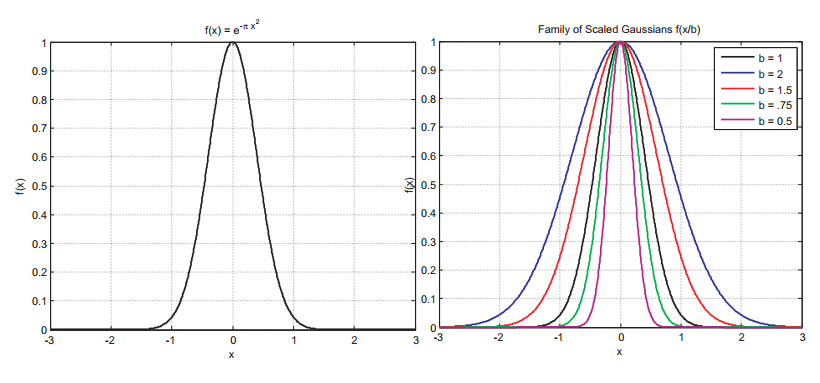 f(x) = e^-π x^2
1
0.9
0.8
0.7
0.6
0.5
0.4
0.3
0.2
0.1
0
f(x)
-3 -2 -1 0 1 2 3
x
Family of Scaled Gaussians f(x/b)
1
0.9
0.8
0.7
0.6
0.5
0.4
0.3
0.2
0.1
0
f(x)
-3 -2 -1 0 1 2 3
x
b = 1
b = 2
b = 1.5
b = .75
b = 0.5